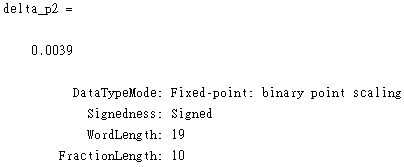 delta_p2 =
0.0039
DataTypeMode: Fixed-point: binary point scaling
Signedness: Signed
WordLength: 19
FractionLength: 10